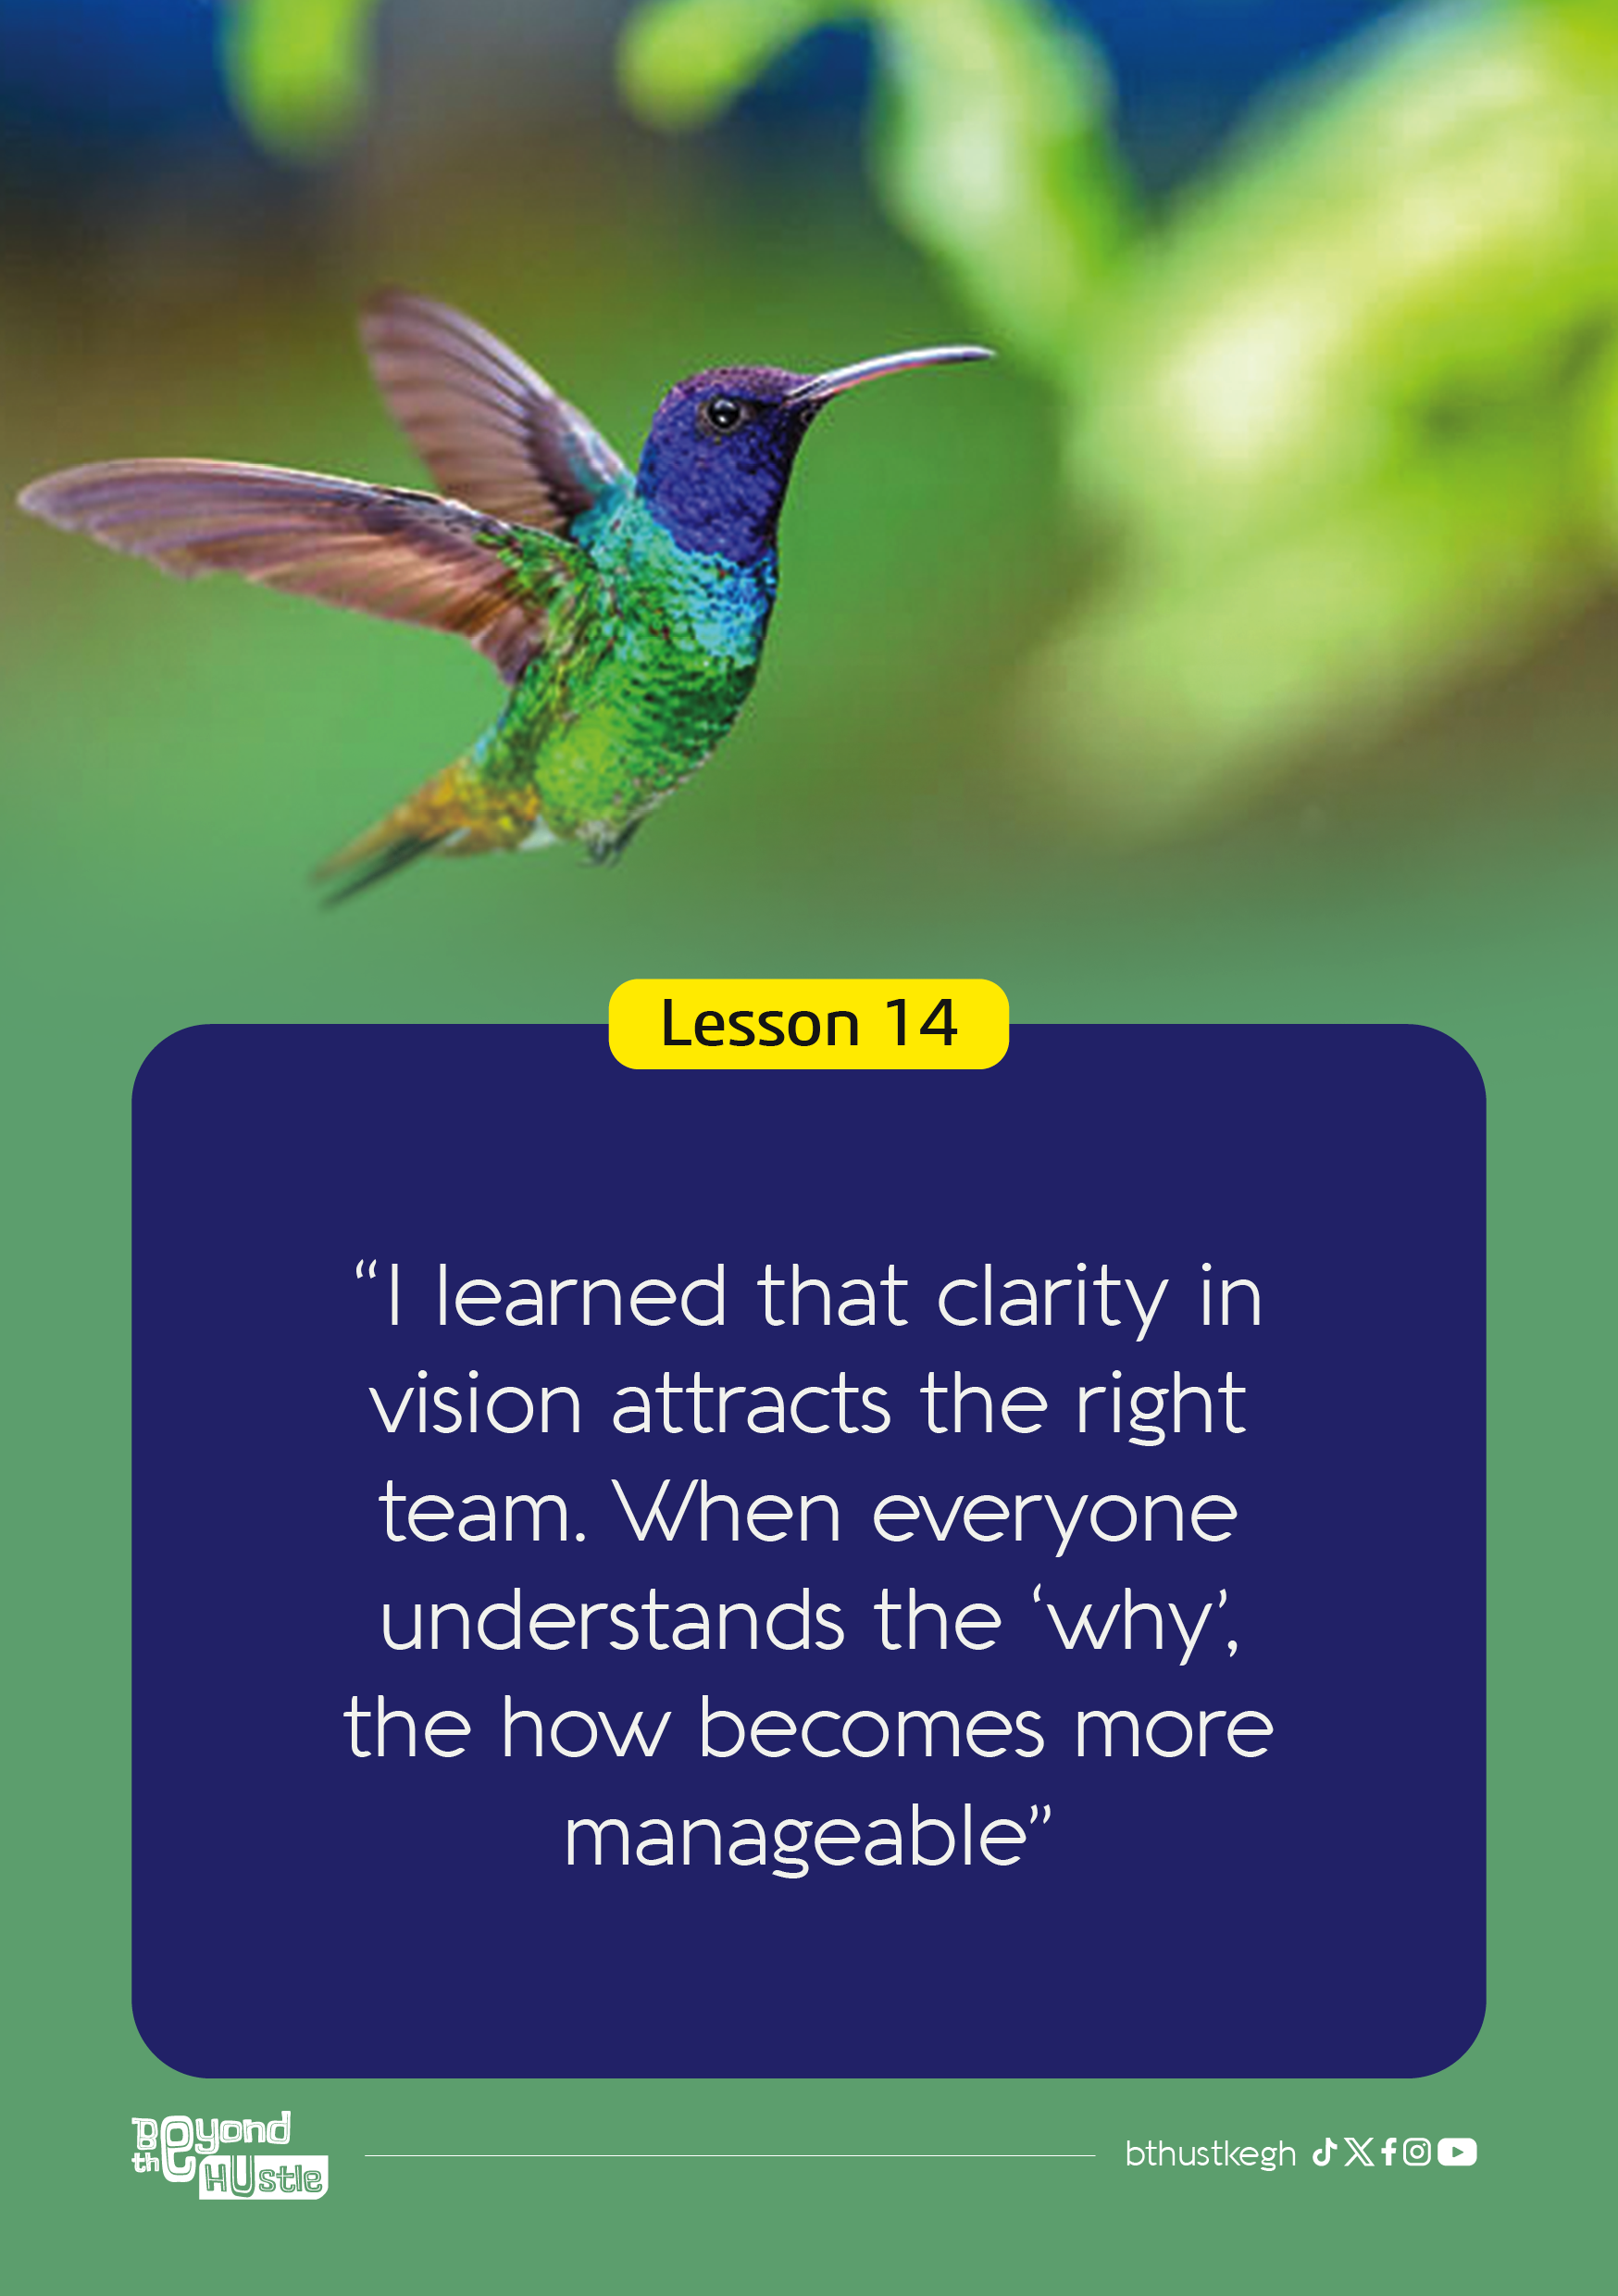 Lesson 14
“I learned that clarity in
vision attracts the right
team. When everyone
understands the ‘why’,
the how becomes more
manageable”
Beyond
the Hustle
bthustkegh